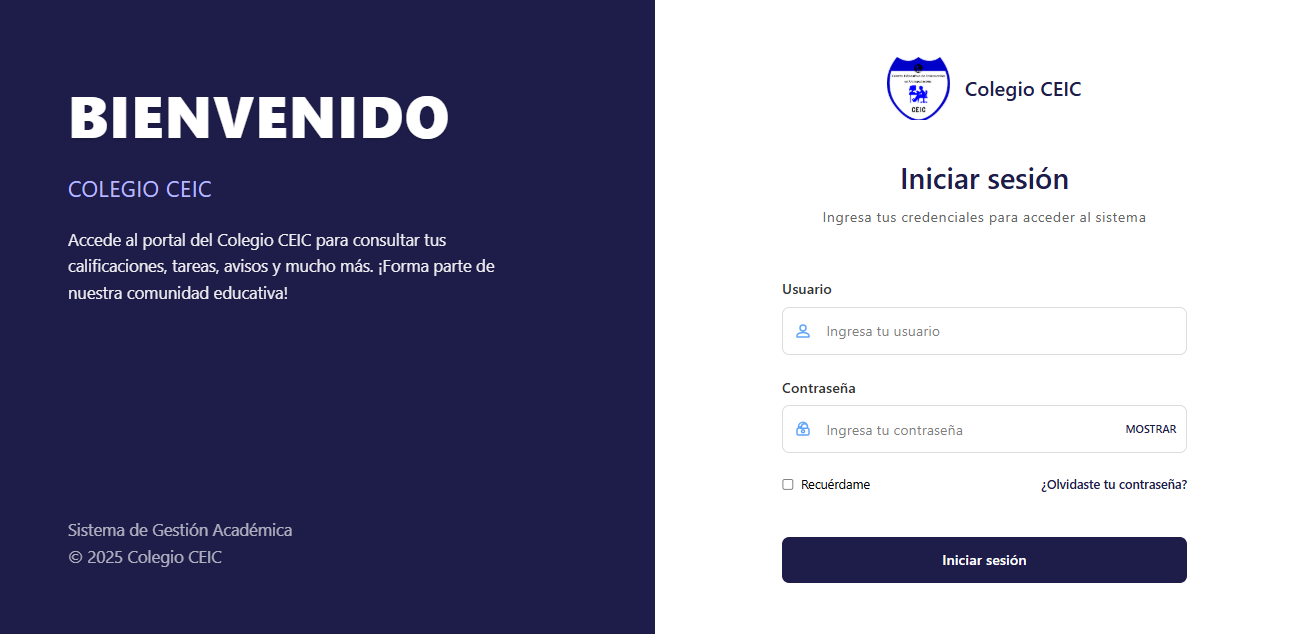 BIENVENIDO
COLEGIO CEIC
Accede al portal del Colegio CEIC para consultar tus
calificaciones, tareas, avisos y mucho más. ¡Forma parte de
nuestra comunidad educativa!
Sistema de Gestión Académica
© 2025 Colegio CEIC
CEIC
Colegio CEIC
Iniciar sesión
Ingresa tus credenciales para acceder al sistema
Usuario
Ingresa tu usuario
Contraseña
Ingresa tu contraseña MOSTRAR
Recuérdame ¿Olvidaste tu contraseña?
Iniciar sesión